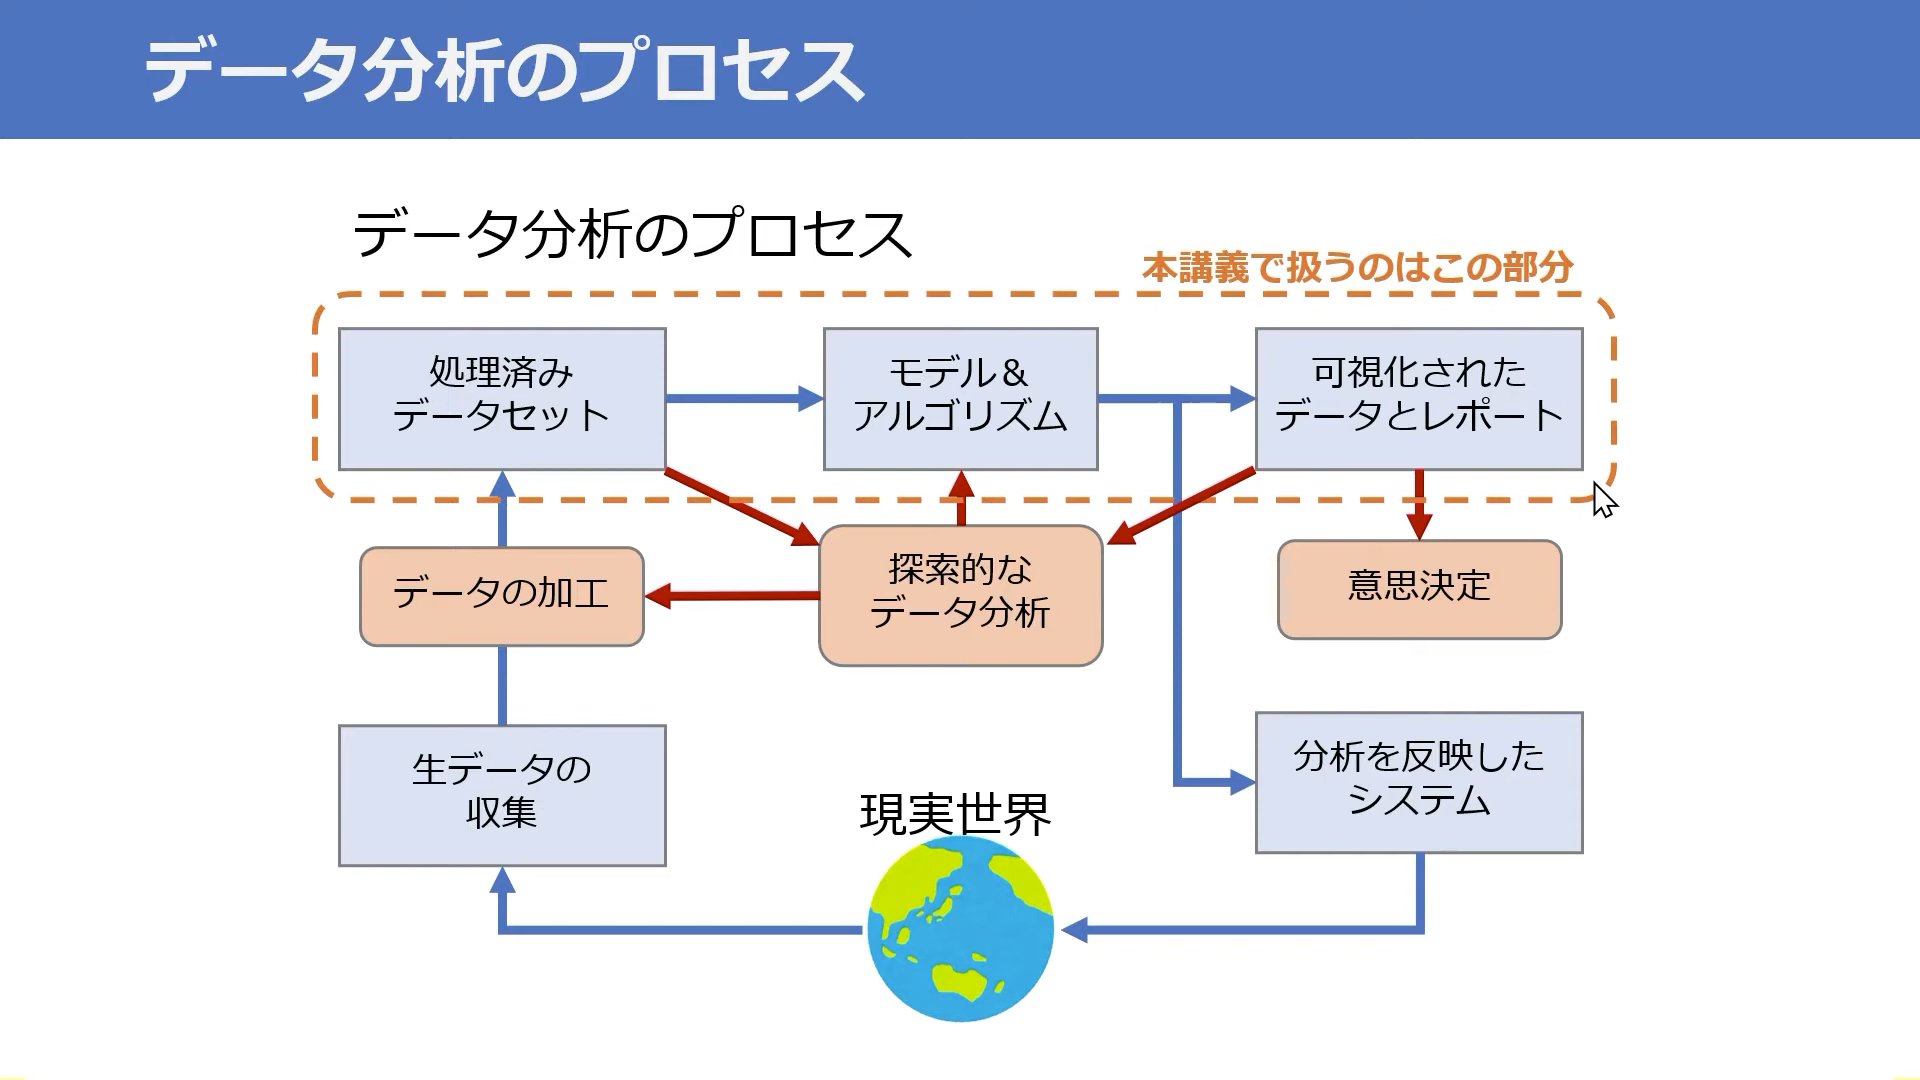 データ分析のプロセス
データ分析のプロセス
本講義で扱うのはこの部分
処理済み
データセット
モデル＆
アルゴリズム
可視化された
データとレポート
データの加工
探索的な
データ分析
意思決定
生データの
収集
現実世界
分析を反映した
システム